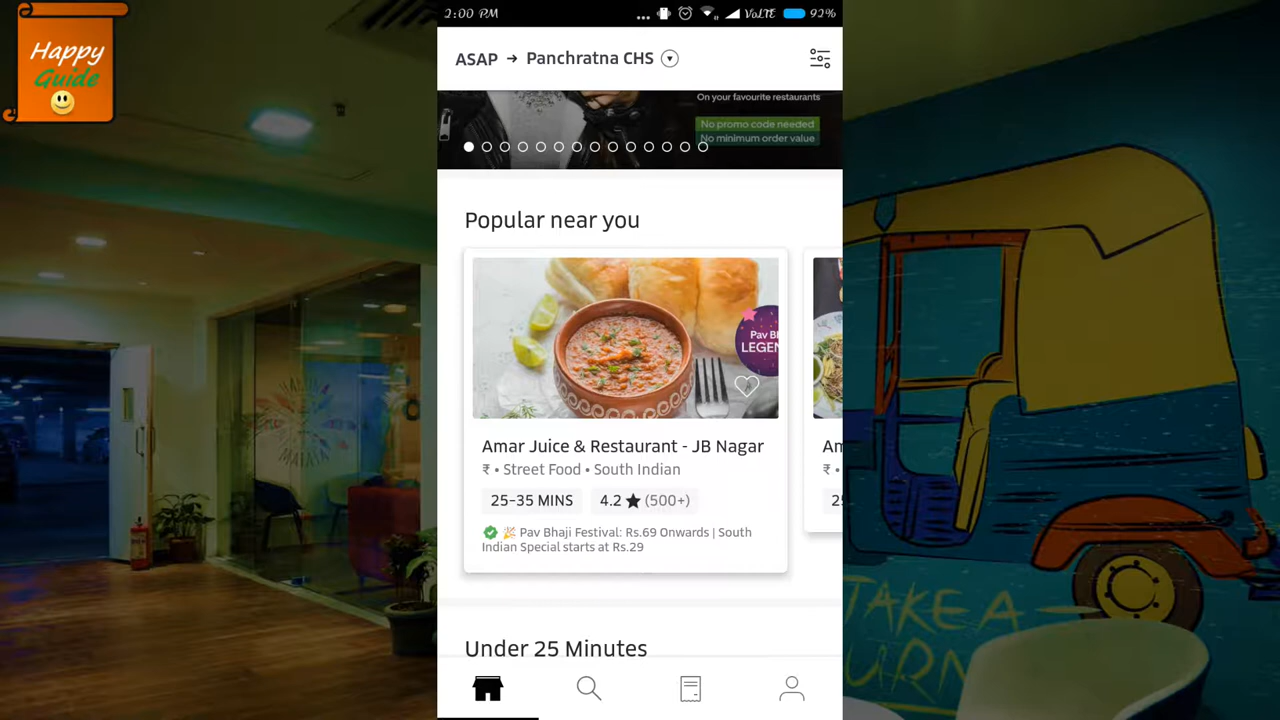 Happy
Guide
2:00 PM
VoLTE
92%
ASAP → Panchratna CHS
On your favourite restaurants
No promo code needed
No minimum order value
Popular near you
Pav
LEGEN
Amar Juice & Restaurant - JB Nagar
₹ • Street Food • South Indian
25-35 MINS
4.2 ★ (500+)
Pav Bhaji Festival: Rs.69 Onwards | South
Indian Special starts at Rs.29
Am
₹ •
Under 25 Minutes
TAKE A